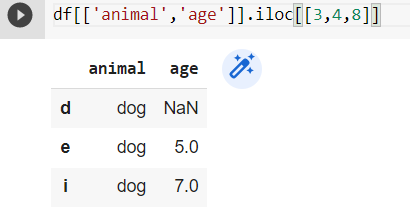 df[['animal','age']].iloc[[3,4,8]]
animal age
d dog NaN
e dog 5.0
i dog 7.0